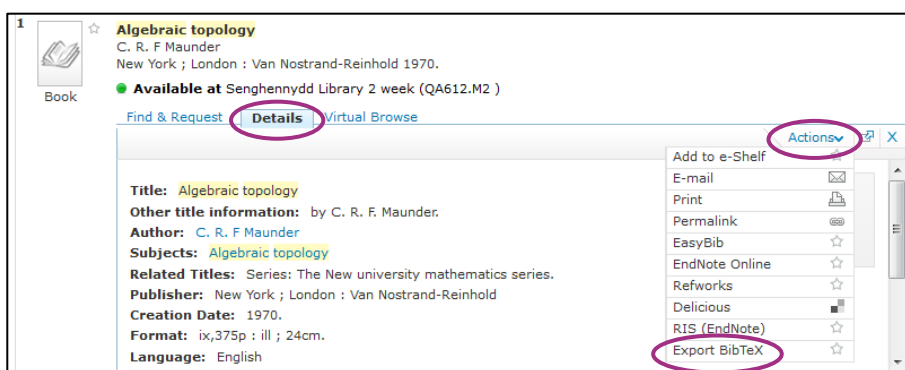 1
Algebraic topology
C. R. F Maunder
New York ; London : Van Nostrand-Reinhold 1970.
Book
Available at Senghennydd Library 2 week (QA612.M2 )
Find & Request Details Virtual Browse
Actions X
Add to e-Shelf
E-mail
Print
Permalink
EasyBib
EndNote Online
Refworks
Delicious
RIS (EndNote)
Export BibTeX
Title: Algebraic topology
Other title information: by C. R. F. Maunder.
Author: C. R. F Maunder
Subjects: Algebraic topology
Related Titles: Series: The New university mathematics series.
Publisher: New York ; London : Van Nostrand-Reinhold
Creation Date: 1970.
Format: ix,375p : ill ; 24cm.
Language: English